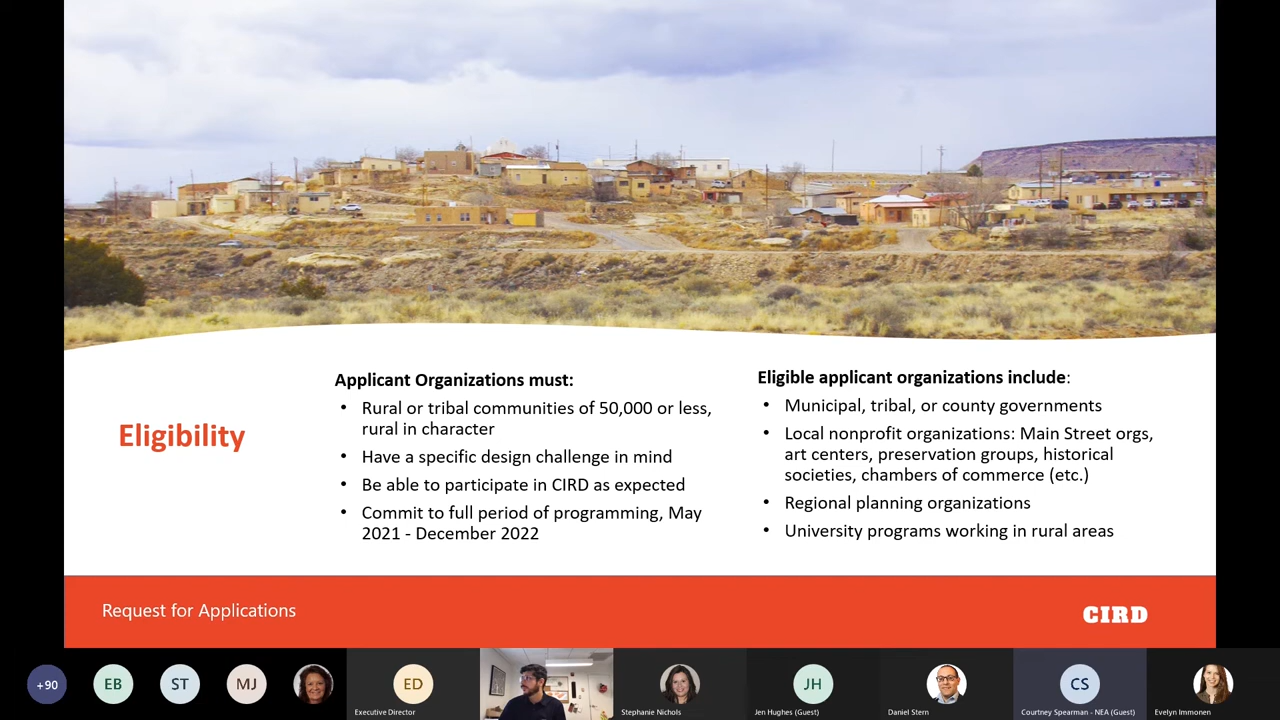 Applicant Organizations must:
• Rural or tribal communities of 50,000 or less,
rural in character
• Have a specific design challenge in mind
• Be able to participate in CIRD as expected
• Commit to full period of programming, May
2021 - December 2022
Eligible applicant organizations include:
• Municipal, tribal, or county governments
• Local nonprofit organizations: Main Street orgs,
art centers, preservation groups, historical
societies, chambers of commerce (etc.)
• Regional planning organizations
• University programs working in rural areas
Eligibility
Request for Applications
CIRD
+90
EB
ST
MJ
ED
Executive Director
Stephanie Nichols
JH
Jen Hughes (Guest)
Daniel Stern
CS
Courtney Spearman - NEA (Guest)
Evelyn Immonen